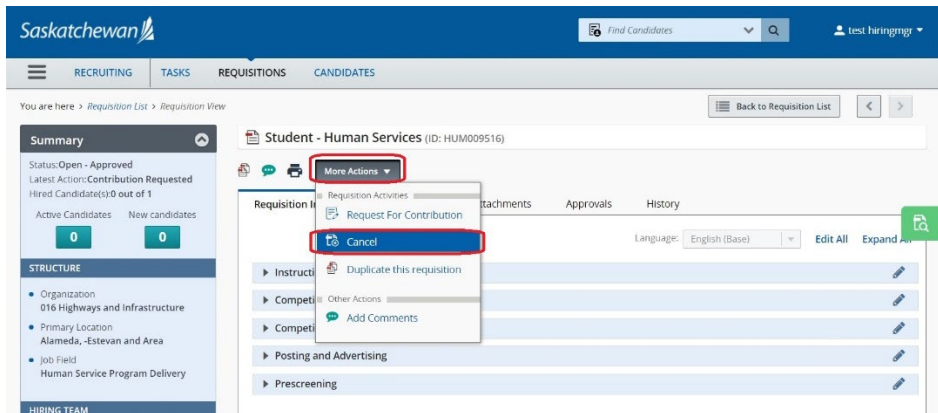 Saskatchewan
Find Candidates
test hiringmgr
RECRUITING TASKS REQUISITIONS CANDIDATES
You are here > Requisition List > Requisition View
Back to Requisition List
Summary
Status:Open - Approved
Latest Action:Contribution Requested
Hired Candidate(s):0 out of 1
Active Candidates New candidates
0 0
STRUCTURE
Organization
016 Highways and Infrastructure
Primary Location
Alameda, -Estevan and Area
Job Field
Human Service Program Delivery
HIRING TEAM
Student - Human Services (ID: HUM009516)
More Actions
Requisition Activities
Request For Contribution
Cancel
Duplicate this requisition
Other Actions
Add Comments
Requisition I ttachments Approvals History
Language: English (Base) Edit All Expand A
Instructi
Competi
Competi
Posting and Advertising
Prescreening